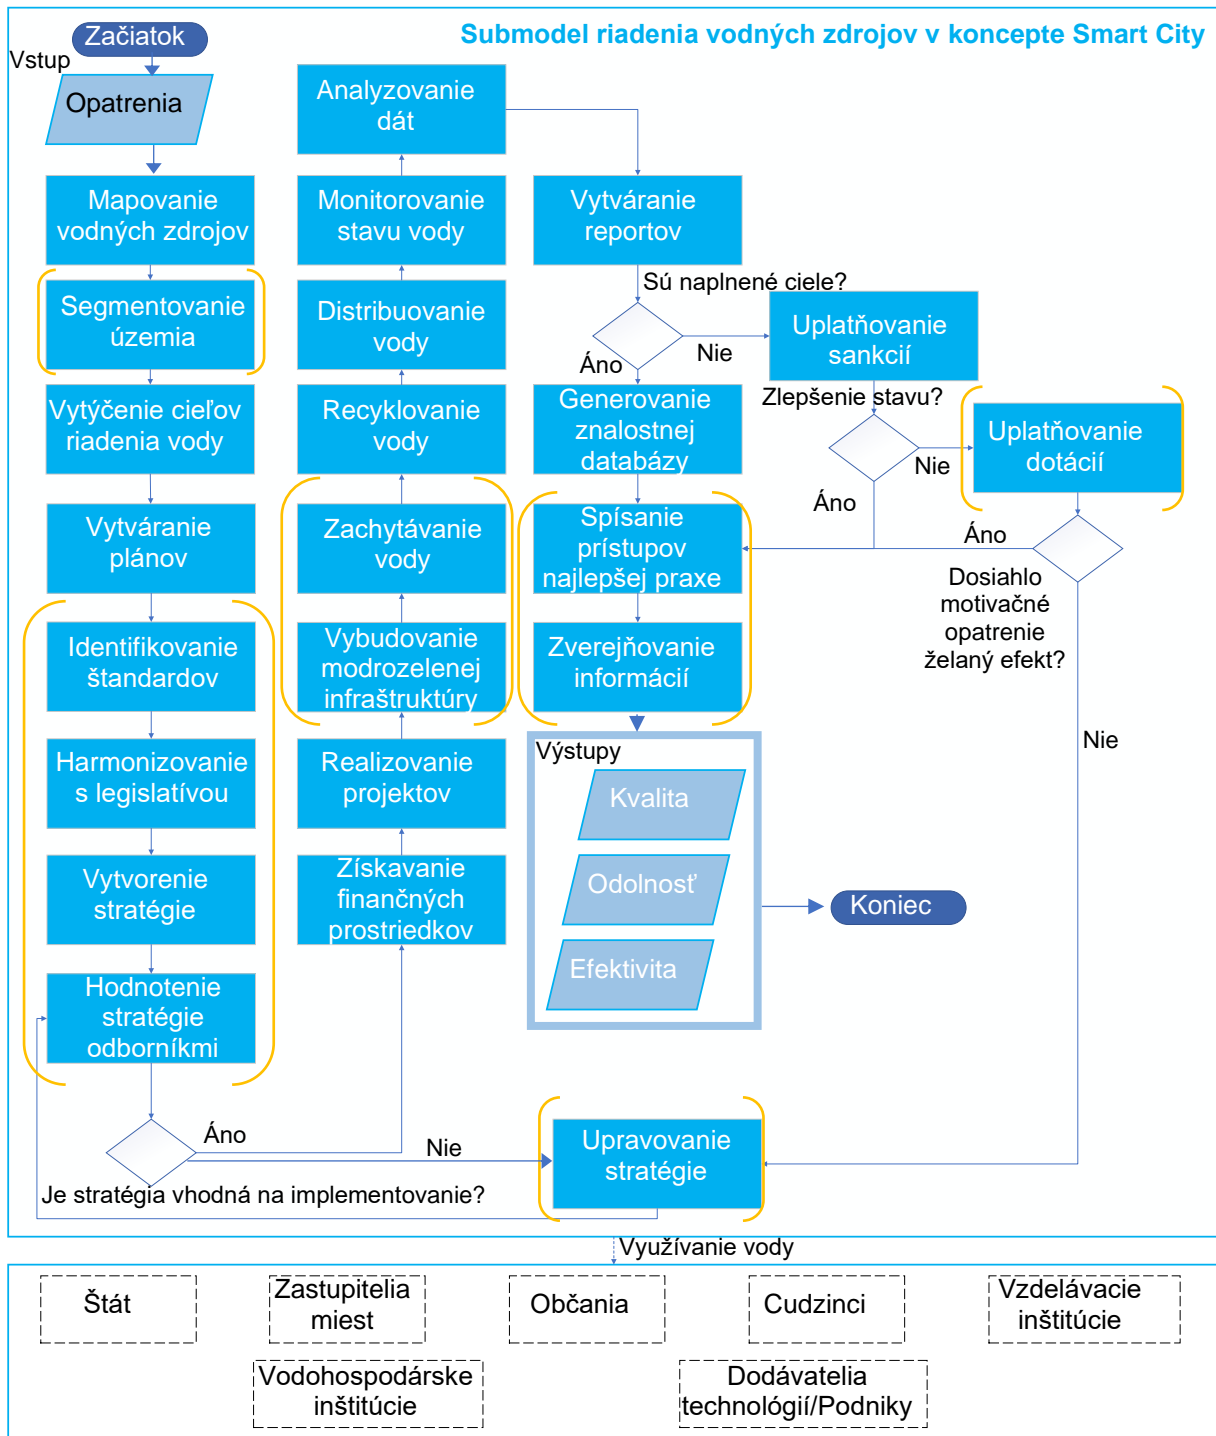 Submodel riadenia vodných zdrojov v koncepte Smart City
Začiatok
Vstup
Opatrenia
Mapovanie
vodných zdrojov
Segmentovanie
územia
Vytýčenie cieľov
riadenia vody
Vytváranie
plánov
Identifikovanie
štandardov
Harmonizovanie
s legislatívou
Vytvorenie
stratégie
Hodnotenie
stratégie
odborníkmi
Áno
Nie
Je stratégia vhodná na implementovanie?
Analyzovanie
dát
Monitorovanie
stavu vody
Distribuovanie
vody
Recyklovanie
vody
Zachytávanie
vody
Vybudovanie
modrozelenej
infraštruktúry
Realizovanie
projektov
Získavanie
finančných
prostriedkov
Vytváranie
reportov
Sú naplnené ciele?
Áno
Nie
Generovanie
znalostnej
databázy
Spísanie
prístupov
najlepšej praxe
Zverejňovanie
informácií
Výstupy
Kvalita
Odolnosť
Efektivita
Koniec
Uplatňovanie
sankcií
Zlepšenie stavu?
Nie
Áno
Uplatňovanie
dotácií
Áno
Dosiahlo
motivačné
opatrenie
želaný efekt?
Nie
Upravovanie
stratégie
Využívanie vody
Štát
Zastupitelia
miest
Občania
Cudzinci
Vzdelávacie
inštitúcie
Vodohospodárske
inštitúcie
Dodávatelia
technológií/Podniky